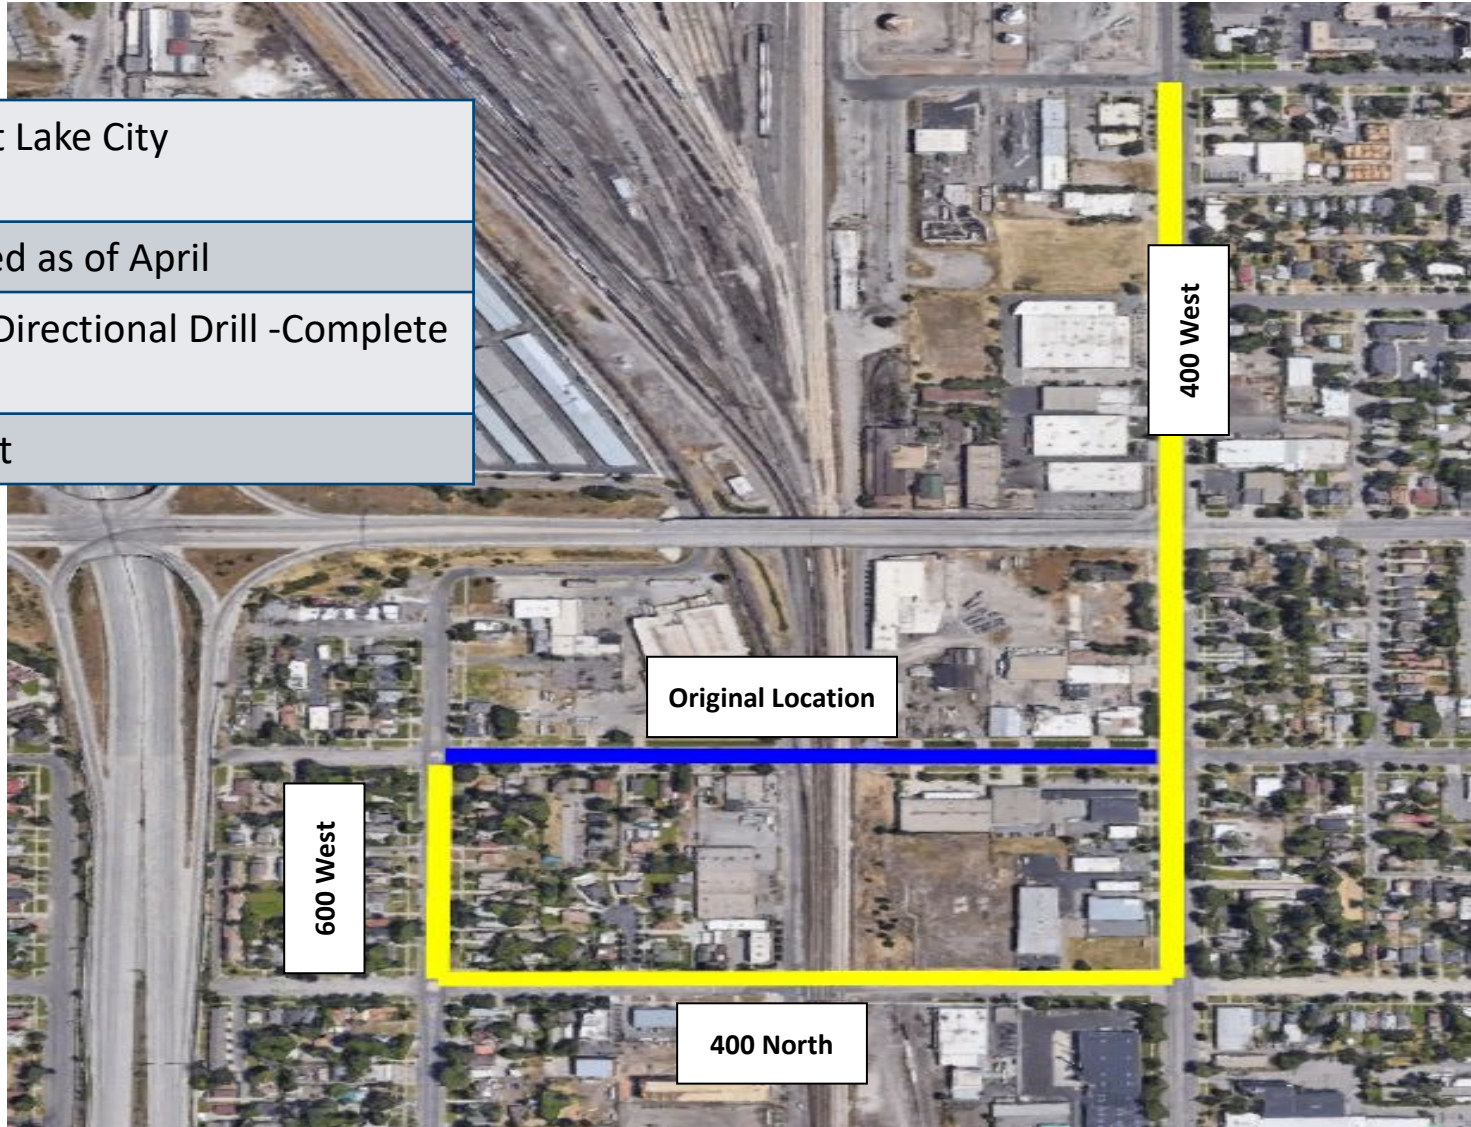 t Lake City
ed as of April
Directional Drill -Complete
t
400 West
Original Location
600 West
400 North